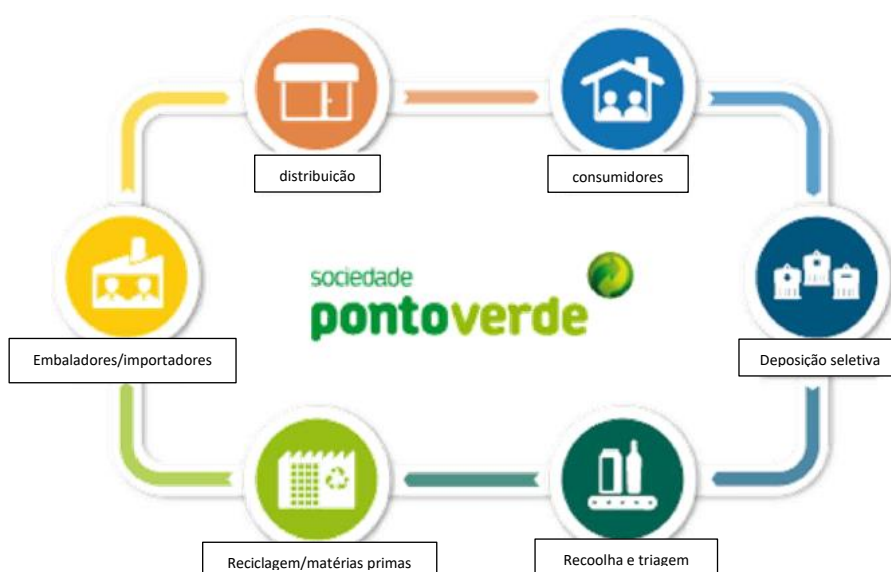 distribuição
consumidores
sociedade
pontoverde
Embaladores/importadores
Deposição seletiva
Reciclagem/matérias primas
Recoolha e triagem